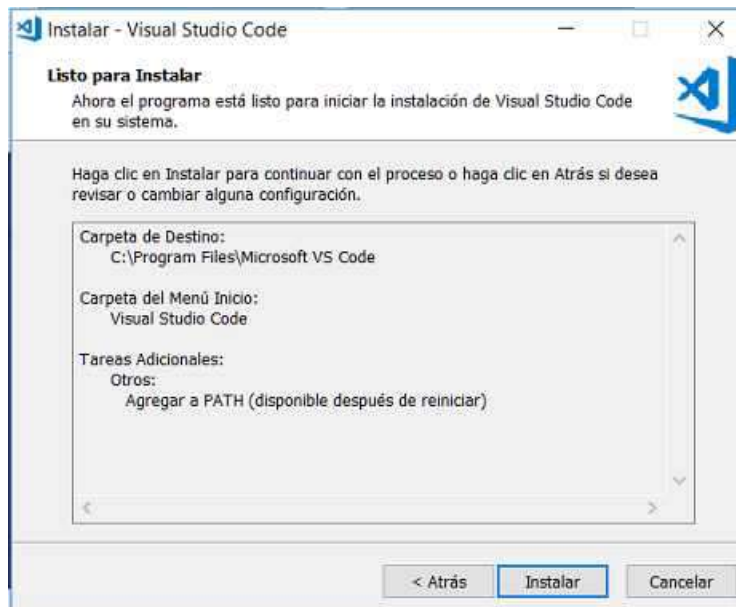 Instalar - Visual Studio Code
Listo para Instalar
Ahora el programa está listo para iniciar la instalación de Visual Studio Code
en su sistema.
Haga clic en Instalar para continuar con el proceso o haga clic en Atrás si desea
revisar o cambiar alguna configuración.
Carpeta de Destino:
C:\Program Files\Microsoft VS Code
Carpeta del Menú Inicio:
Visual Studio Code
Tareas Adicionales:
Otros:
Agregar a PATH (disponible después de reiniciar)
< Atrás
Instalar
Cancelar